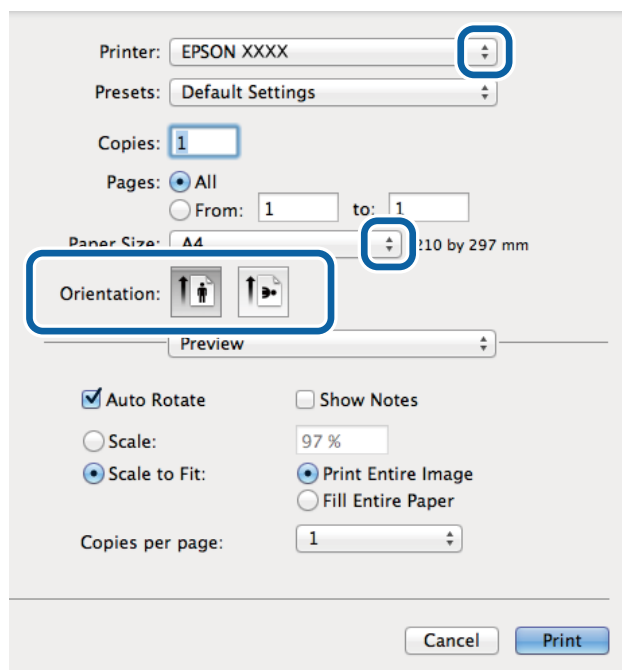 Printer: EPSON XXXX
Presets: Default Settings
Copies: 1
Pages: All
From: 1 to: 1
Paper Size: A4 210 by 297 mm
Orientation:
Preview
Auto Rotate Show Notes
Scale: 97 %
Scale to Fit: Print Entire Image
Fill Entire Paper
Copies per page: 1
Cancel Print